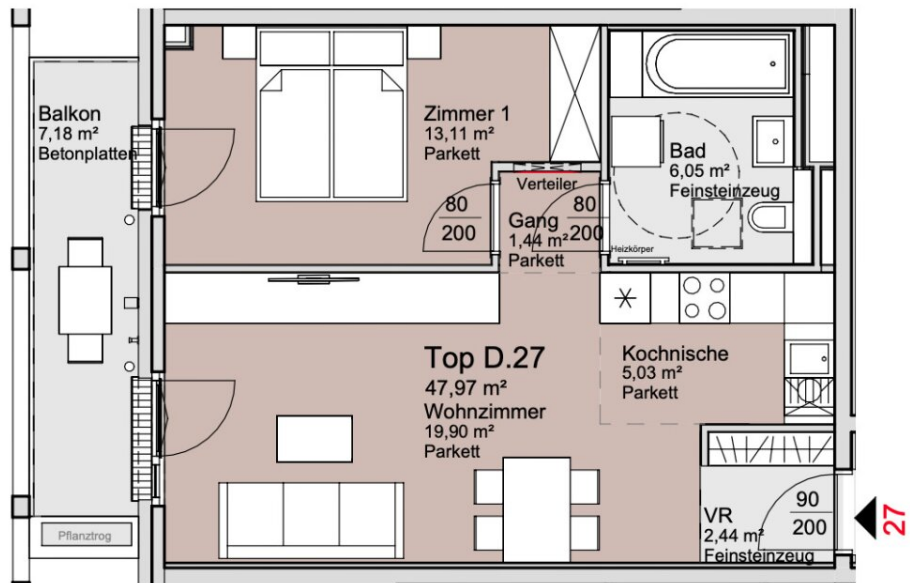 Balkon
7,18 m²
Betonplatten
Zimmer 1
13,11 m²
Parkett
Bad
6,05 m²
Feinsteinzeug
Verteiler
80
200
Gang
1,44 m²
Parkett
80
200
Heizkörper
Top D.27
47,97 m²
Wohnzimmer
19,90 m²
Parkett
Kochnische
5,03 m²
Parkett
VR
2,44 m²
Feinsteinzeug
90
200
27
Pflanztrog